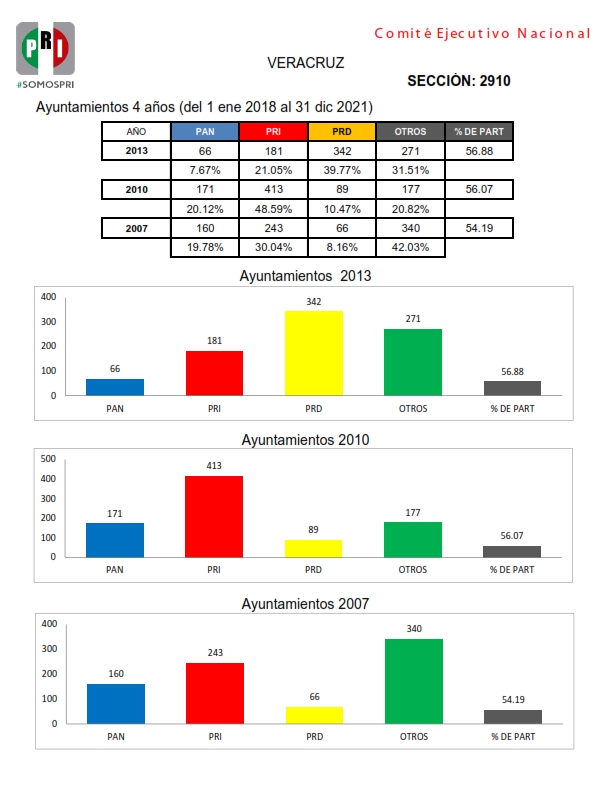 Comité Ejecutivo Nacional
PRI
#SOMOSPRI
VERACRUZ
SECCIÓN: 2910
Ayuntamientos 4 años (del 1 ene 2018 al 31 dic 2021)
AÑO PAN PRI PRD OTROS % DE PART
2013 66 181 342 271 56.88
7.67% 21.05% 39.77% 31.51%
2010 171 413 89 177 56.07
20.12% 48.59% 10.47% 20.82%
2007 160 243 66 340 54.19
19.78% 30.04% 8.16% 42.03%
Ayuntamientos 2013
400
300
200
100
0
66 181 342 271 56.88
PAN PRI PRD OTROS % DE PART
Ayuntamientos 2010
500
400
300
200
100
0
171 413 89 177 56.07
PAN PRI PRD OTROS % DE PART
Ayuntamientos 2007
400
300
200
100
0
160 243 66 340 54.19
PAN PRI PRD OTROS % DE PART